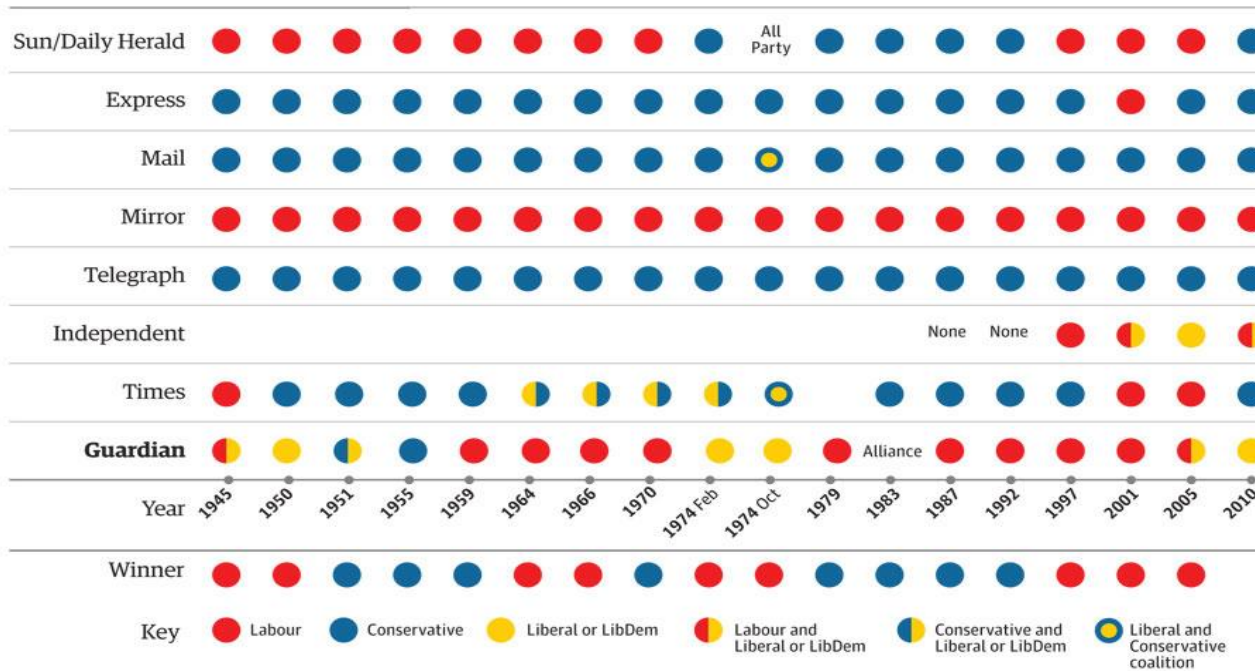 Sun/Daily Herald
All
Party
Express
Mail
Mirror
Telegraph
Independent
None
None
Times
Guardian
Alliance
Year
1945
1950
1951
1955
1959
1964
1966
1970
1974 Feb
1974 Oct
1979
1983
1987
1992
1997
2001
2005
2010
Winner
Key
Labour
Conservative
Liberal or LibDem
Labour and
Liberal or LibDem
Conservative and
Liberal or LibDem
Liberal and
Conservative
coalition